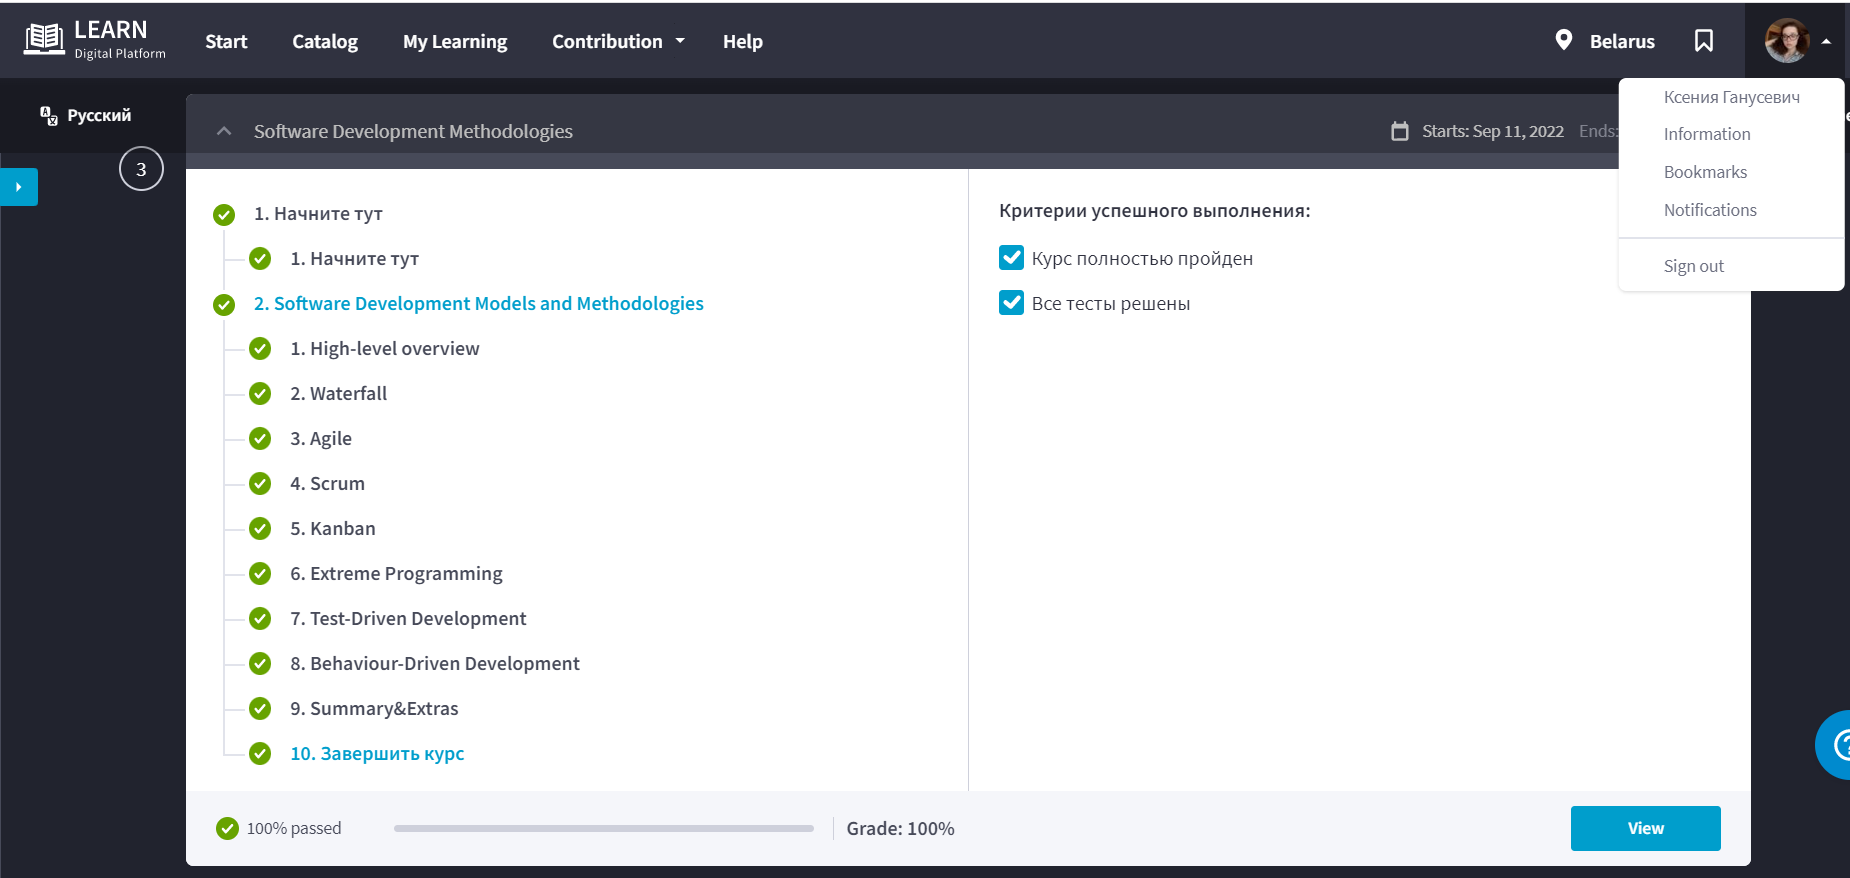 LEARN
Digital Platform
Start
Catalog
My Learning
Contribution
Help
Belarus
Русский
3
Software Development Methodologies
Starts: Sep 11, 2022
Ends:
Ксения Ганусевич
Information
Bookmarks
Notifications
Sign out
1. Начните тут
1. Начните тут
2. Software Development Models and Methodologies
1. High-level overview
2. Waterfall
3. Agile
4. Scrum
5. Kanban
6. Extreme Programming
7. Test-Driven Development
8. Behaviour-Driven Development
9. Summary&Extras
10. Завершить курс
Критерии успешного выполнения:
Курс полностью пройден
Все тесты решены
100% passed
Grade: 100%
View